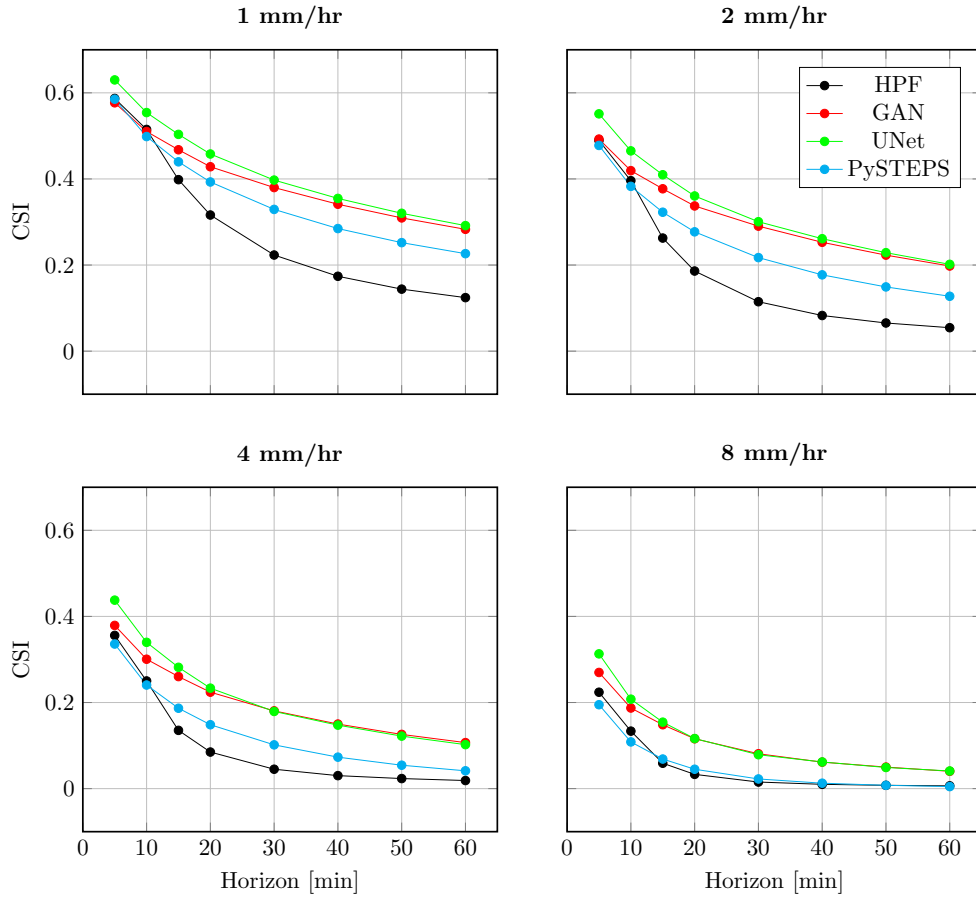 1 mm/hr
2 mm/hr
0.6
0.4
0.2
0
CSI
HPF
GAN
UNet
PySTEPS
4 mm/hr
8 mm/hr
0.6
0.4
0.2
0
CSI
0 10 20 30 40 50 60
0 10 20 30 40 50 60
Horizon [min]
Horizon [min]